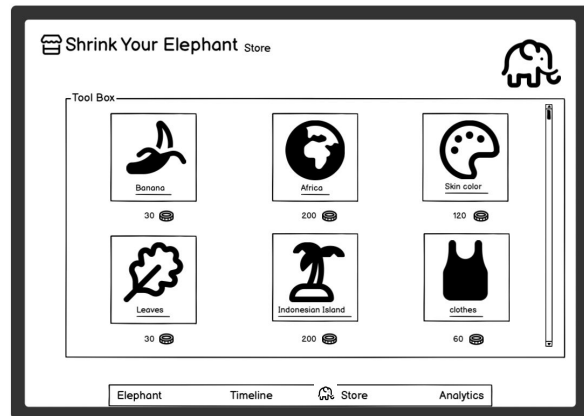 Shrink Your Elephant Store
Tool Box
Banana Africa Skin color
30 200 120
Leaves Indonesian Island clothes
30 200 60
Elephant Timeline Store Analytics